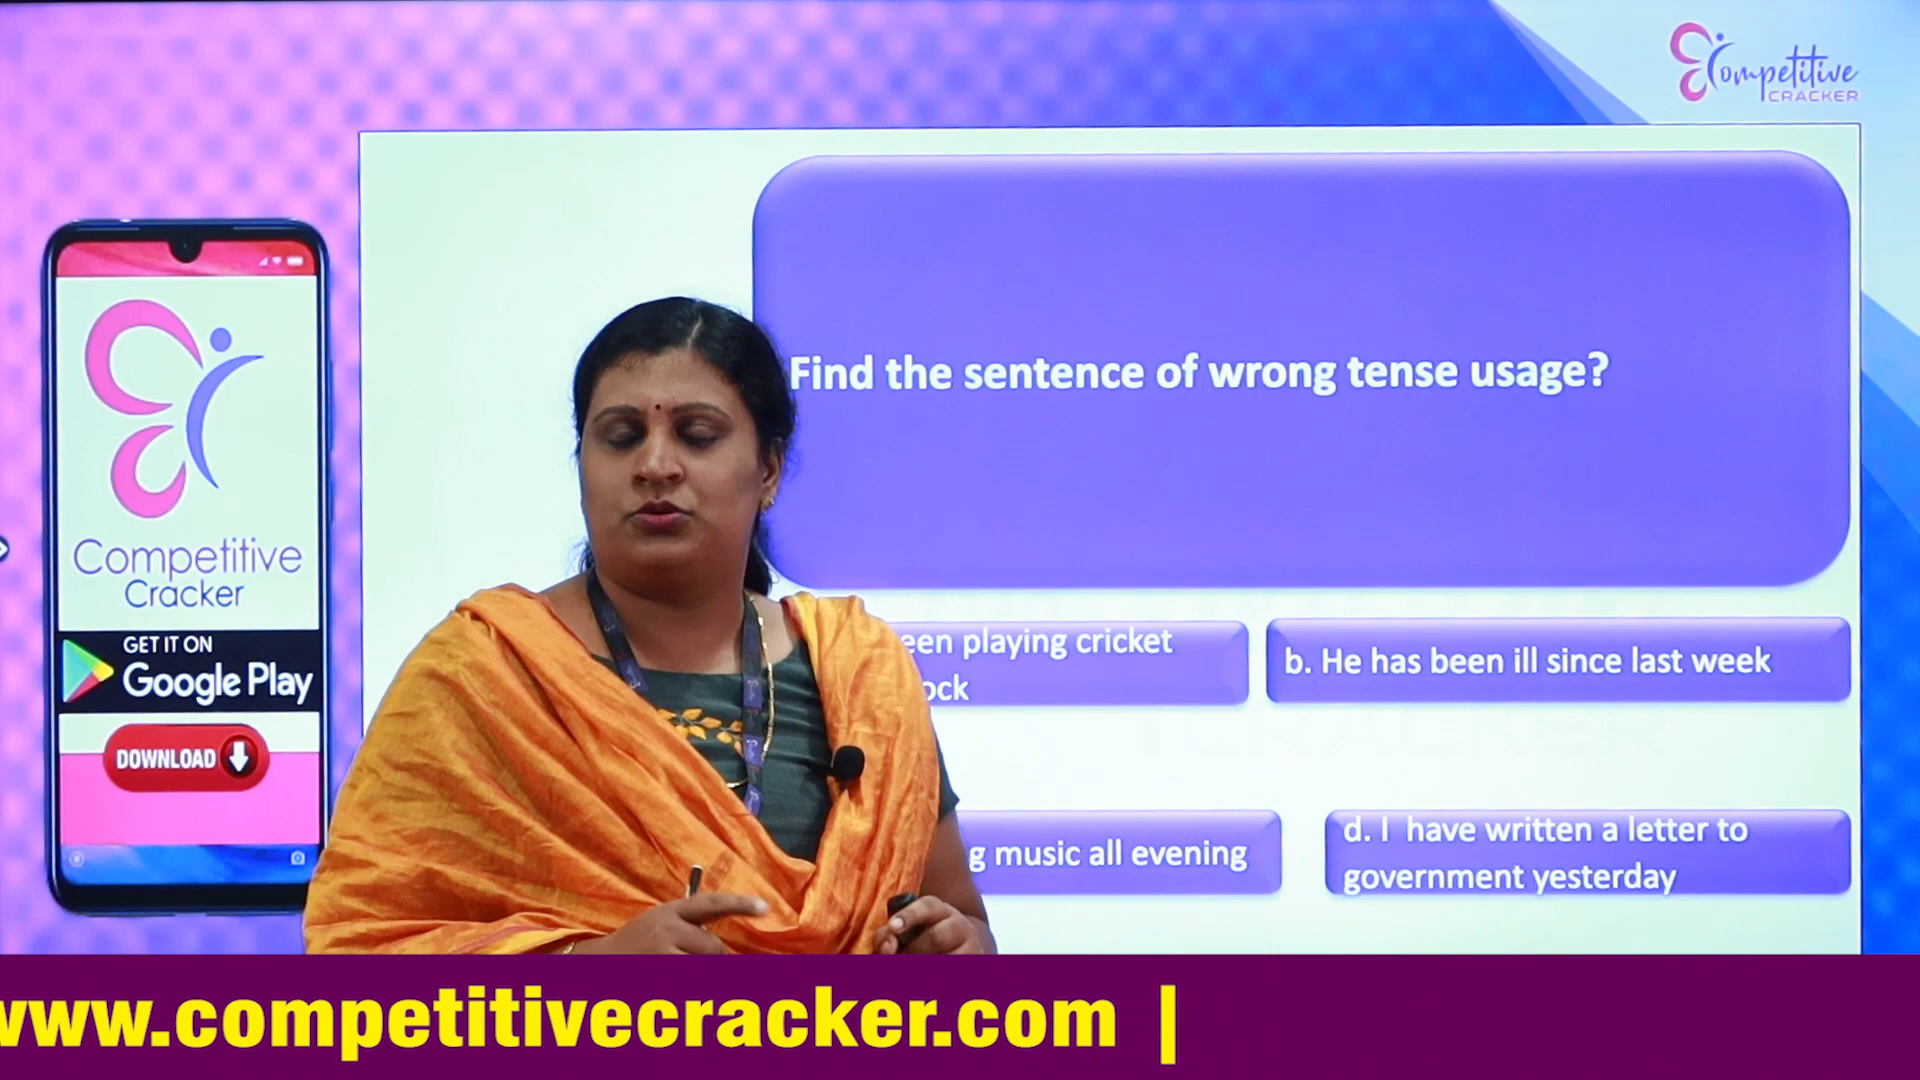 Competitive
CRACKER
Find the sentence of wrong tense usage?
Competitive
Cracker
GET IT ON
Google Play
DOWNLOAD
playing cricket
b. He has been ill since last week
music all evening
d. I have written a letter to
government yesterday
www.competitivecracker.com |